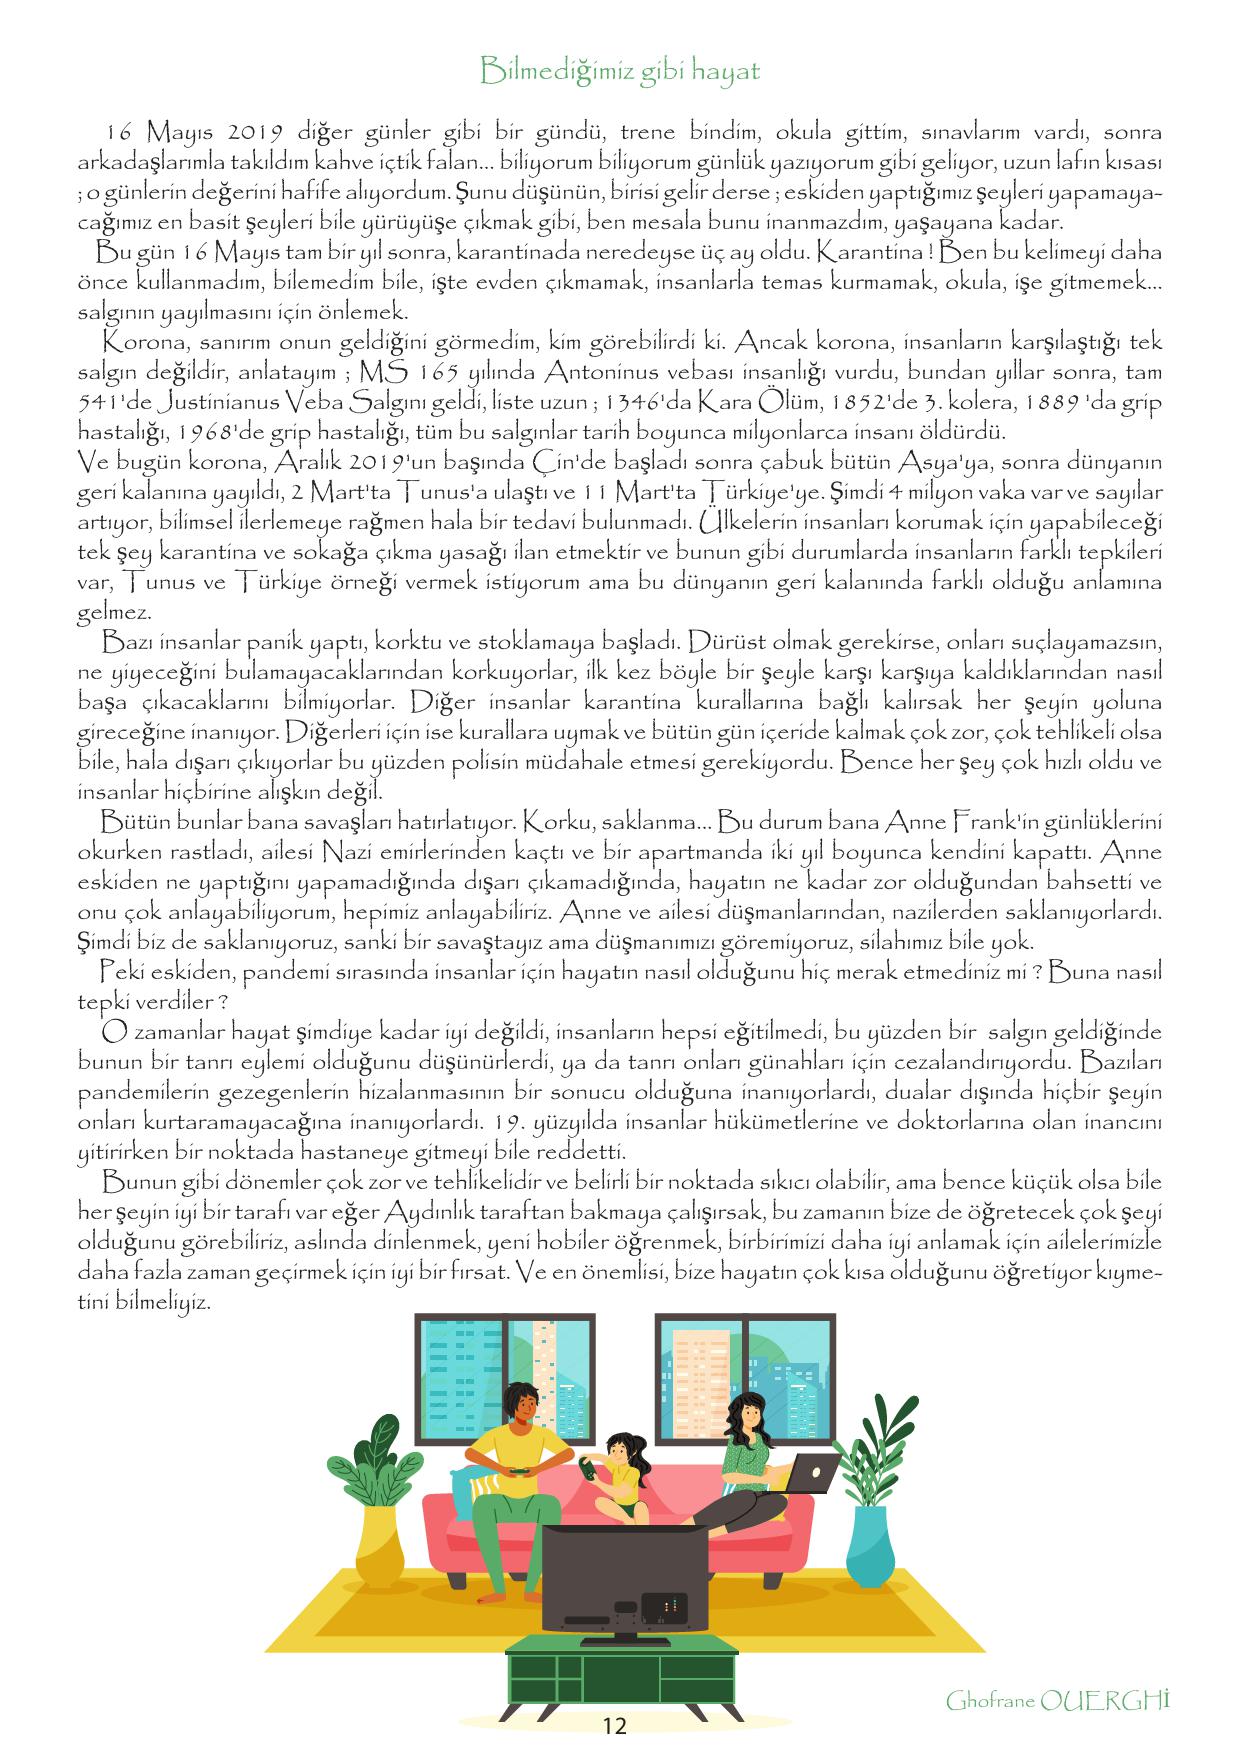 Bilmediğimiz gibi hayat
16 Mayıs 2019 diğer günler gibi bir gündü, trene bindim, okula gittim, sınavlarım vardı, sonra
arkadaşlarımla takıldım kahve içtik falan... biliyorum biliyorum günlük yazıyorum gibi geliyor, uzun lafın kısası
; o günlerin değerini hafife alıyordum. Şunu düşünün, birisi gelir derse ; eskiden yaptığımız şeyleri yapamaya-
cağımız en basit şeyleri bile yürüyüşe çıkmak gibi, ben mesala bunu inanmazdım, yaşayana kadar.
Bu gün 16 Mayıs tam bir yıl sonra, karantinada neredeyse üç ay oldu. Karantina ! Ben bu kelimeyi daha
önce kullanmadım, bilemedim bile, işte evden çıkmamak, insanlarla temas kurmamak, okula, işe gitmemek...
salgının yayılmasını için önlemek.
Korona, sanırım onun geldiğini görmedim, kim görebilirdi ki. Ancak korona, insanların karşılaştığı tek
salgın değildir, anlatayım ; MS 165 yılında Antoninus vebası insanlığı vurdu, bundan yıllar sonra, tam
541'de Justinianus Veba Salgını geldi, liste uzun ; 1346'da Kara Ölüm, 1852'de 3. kolera, 1889 'da grip
hastalığı, 1968'de grip hastalığı, tüm bu salgınlar tarih boyunca milyonlarca insanı öldürdü.
Ve bugün korona, Aralık 2019'un başında Çin'de başladı sonra çabuk bütün Asya'ya, sonra dünyanın
geri kalanına yayıldı, 2 Mart'ta Tunus'a ulaştı ve 11 Mart'ta Türkiye'ye. Şimdi 4 milyon vaka var ve sayılar
artıyor, bilimsel ilerlemeye rağmen hala bir tedavi bulunmadı. Ülkelerin insanları korumak için yapabileceği
tek şey karantina ve sokağa çıkma yasağı ilan etmektir ve bunun gibi durumlarda insanların farklı tepkileri
var, Tunus ve Türkiye örneği vermek istiyorum ama bu dünyanın geri kalanında farklı olduğu anlamına
gelmez.
Bazı insanlar panik yaptı, korktu ve stoklamaya başladı. Dürüst olmak gerekirse, onları suçlayamazsın,
ne yiyeceğini bulamayacaklarından korkuyorlar, ilk kez böyle bir şeyle karşı karşıya kaldıklarından nasıl
başa çıkacaklarını bilmiyorlar. Diğer insanlar karantina kurallarına bağlı kalırsak her şeyin yoluna
gireceğine inanıyor. Diğerleri için ise kurallara uymak ve bütün gün içeride kalmak çok zor, çok tehlikeli olsa
bile, hala dışarı çıkıyorlar bu yüzden polisin müdahale etmesi gerekiyordu. Bence her şey çok hızlı oldu ve
insanlar hiçbirine alışkın değil.
Bütün bunlar bana savaşları hatırlatıyor. Korku, saklanma... Bu durum bana Anne Frank'in günlüklerini
okurken rastladı, ailesi Nazi emirlerinden kaçtı ve bir apartmanda iki yıl boyunca kendini kapattı. Anne
eskiden ne yaptığını yapamadığında dışarı çıkamadığında, hayatın ne kadar zor olduğundan bahsetti ve
onu çok anlayabiliyorum, hepimiz anlayabiliriz. Anne ve ailesi düşmanlarından, nazilerden saklanıyorlardı.
Şimdi biz de saklanıyoruz, sanki bir savaştayız ama düşmanımızı göremiyoruz, silahımız bile yok.
Peki eskiden, pandemi sırasında insanlar için hayatın nasıl olduğunu hiç merak etmediniz mi ? Buna nasıl
tepki verdiler ?
O zamanlar hayat şimdiye kadar iyi değildi, insanların hepsi eğitilmedi, bu yüzden bir salgın geldiğinde
bunun bir tanrı eylemi olduğunu düşünürlerdi, ya da tanrı onları günahları için cezalandırıyordu. Bazıları
pandemilerin gezegenlerin hizalanmasının bir sonucu olduğuna inanıyorlardı, dualar dışında hiçbir şeyin
onları kurtaramayacağına inanıyorlardı. 19. yüzyılda insanlar hükümetlerine ve doktorlarına olan inancını
yitirirken bir noktada hastaneye gitmeyi bile reddetti.
Bunun gibi dönemler çok zor ve tehlikelidir ve belirli bir noktada sıkıcı olabilir, ama bence küçük olsa bile
her şeyin iyi bir tarafı var eğer Aydınlık taraftan bakmaya çalışırsak, bu zamanın bize de öğretecek çok şeyi
olduğunu görebiliriz, aslında dinlenmek, yeni hobiler öğrenmek, birbirimizi daha iyi anlamak için ailelerimizle
daha fazla zaman geçirmek için iyi bir fırsat. Ve en önemlisi, bize hayatın çok kısa olduğunu öğretiyor kıyme-
tini bilmeliyiz.
Ghofrane OUERGHİ
12